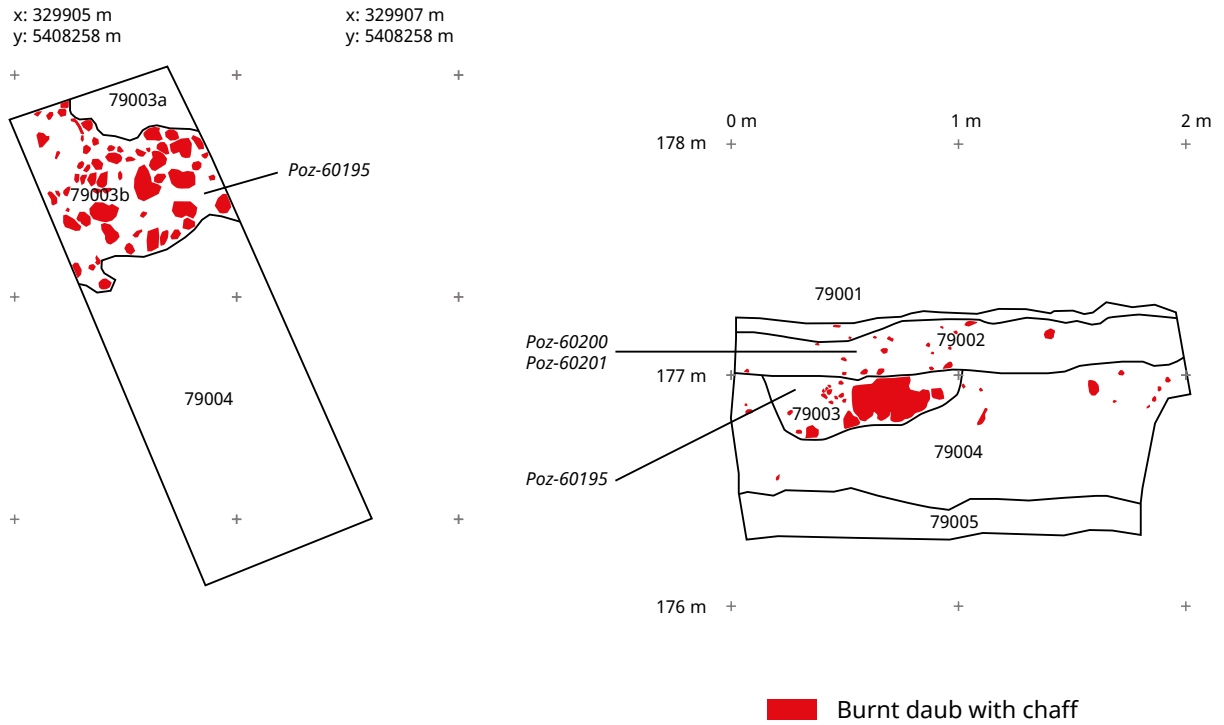 x: 329905 m
y: 5408258 m
x: 329907 m
y: 5408258 m
79003a
Poz-60195
79003b
79004
0 m
1 m
2 m
178 m
79001
Poz-60200
Poz-60201
79002
177 m
79003
79004
Poz-60195
79005
176 m
Burnt daub with chaff